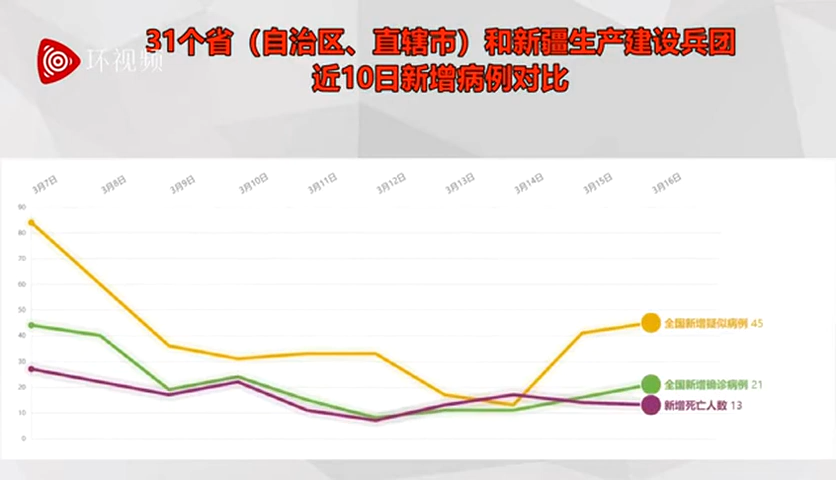 31个省（自治区、直辖市）和新疆生产建设兵团
环视频
近10日新增病例对比
3月7日 3月8日 3月9日 3月10日 3月11日 3月12日 3月13日 3月14日 3月15日 3月16日
90
80
70
60
50
40
30
20
10
0
全国新增疑似病例 45
全国新增确诊病例 21
新增死亡人数 13